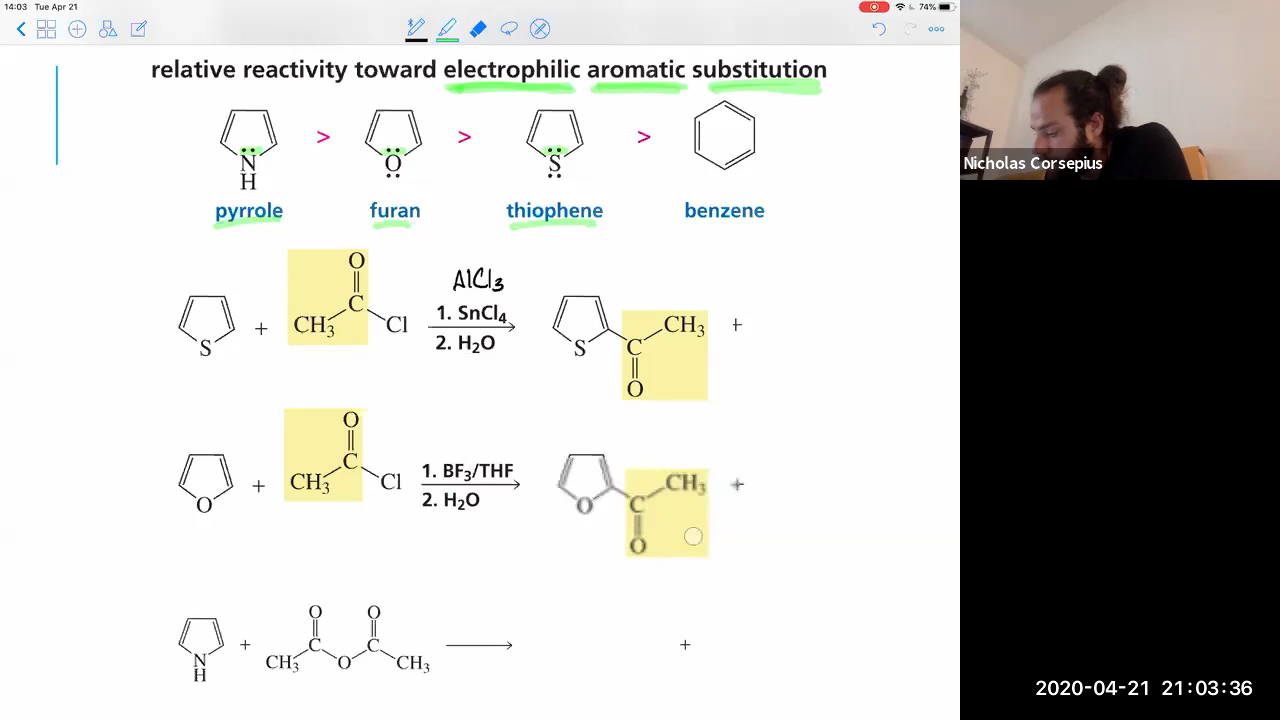 14:03 Tue Apr 21
74%
relative reactivity toward electrophilic aromatic substitution
> > >
N O S
H
pyrrole furan thiophene benzene
Nicholas Corsepius
O
C
CH₃ Cl
S
+
AlCl₃
1. SnCl₄
2. H₂O
S
C
CH₃
O
+
O
C
CH₃ Cl
O
+
1. BF₃/THF
2. H₂O
O
C
CH₃
O
+
N
H
+
O O
C C
CH₃ O CH₃
+
2020-04-21 21:03:36